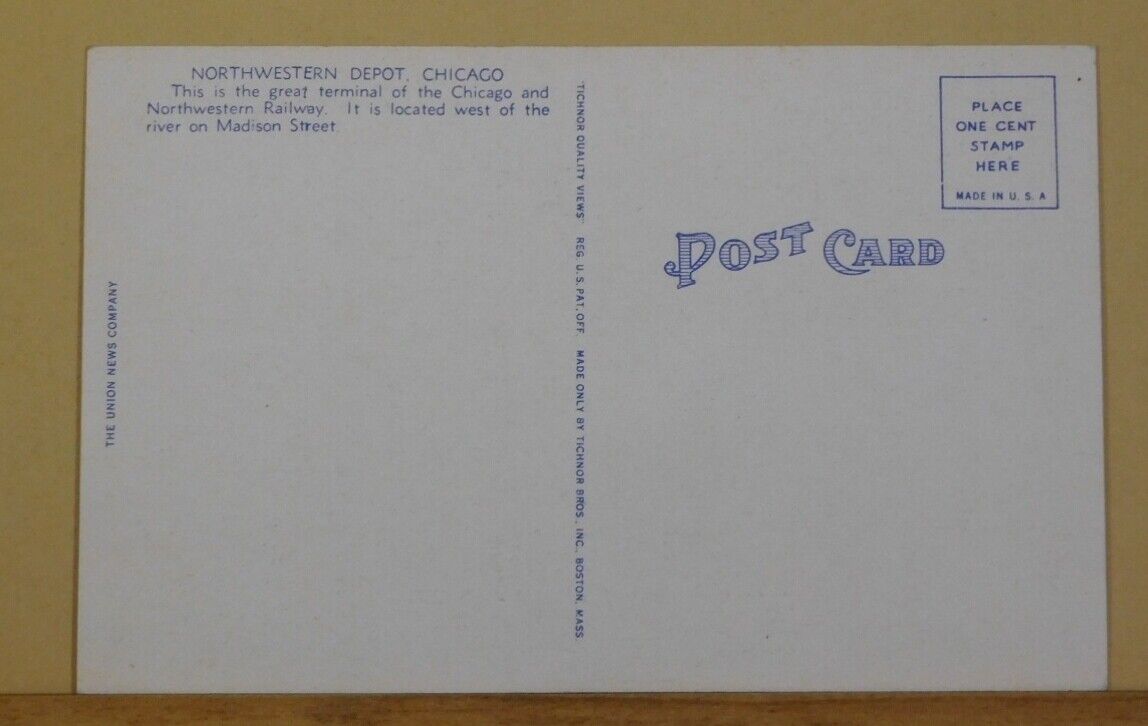 NORTHWESTERN DEPOT, CHICAGO
This is the great terminal of the Chicago and
Northwestern Railway. It is located west of the
river on Madison Street.
THE UNION NEWS COMPANY
"TICHNOR QUALITY VIEWS" REG. U. S. PAT. OFF. MADE ONLY BY TICHNOR BROS., INC., BOSTON, MASS.
PLACE
ONE CENT
STAMP
HERE
MADE IN U. S. A
POST CARD